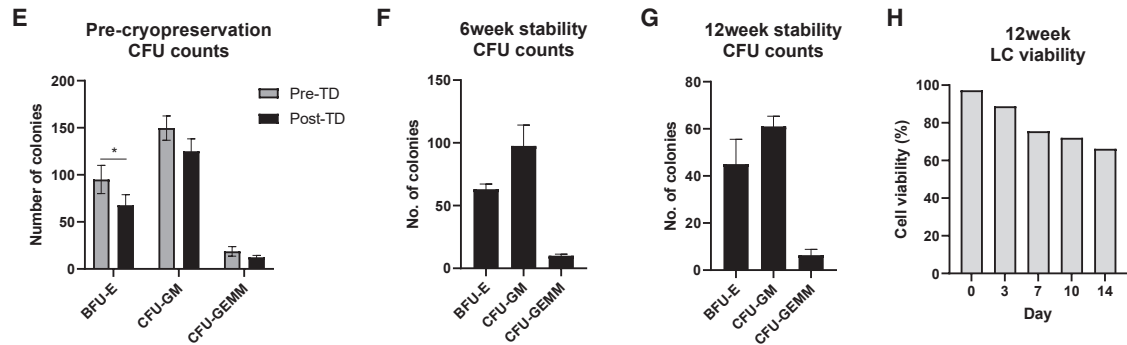 E
Pre-cryopreservation
CFU counts
Number of colonies
200
150
100
50
0
*
Pre-TD
Post-TD
BFU-E
CFU-GM
CFU-GEMM
F
6week stability
CFU counts
No. of colonies
150
100
50
0
BFU-E
CFU-GM
CFU-GEMM
G
12week stability
CFU counts
No. of colonies
80
60
40
20
0
BFU-E
CFU-GM
CFU-GEMM
H
12week
LC viability
Cell viability (%)
100
80
60
40
20
0
0 3 7 10 14
Day